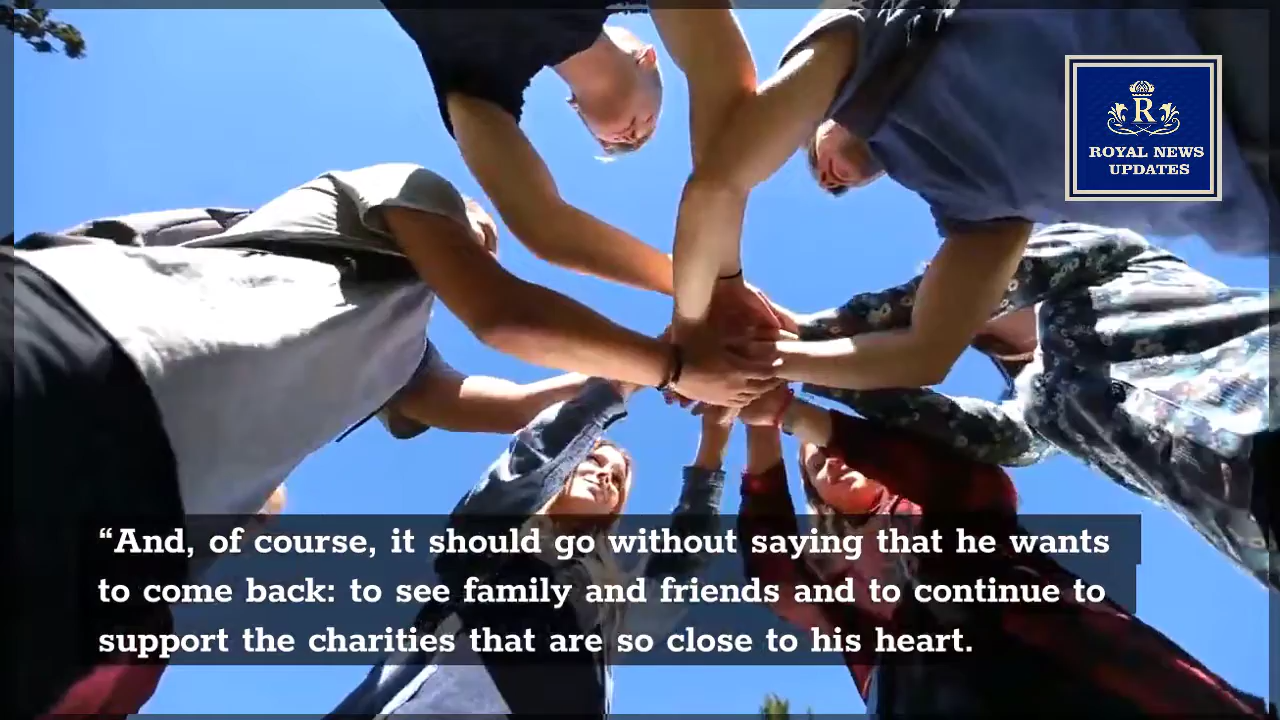 R
ROYAL NEWS
UPDATES
“And, of course, it should go without saying that he wants
to come back: to see family and friends and to continue to
support the charities that are so close to his heart.